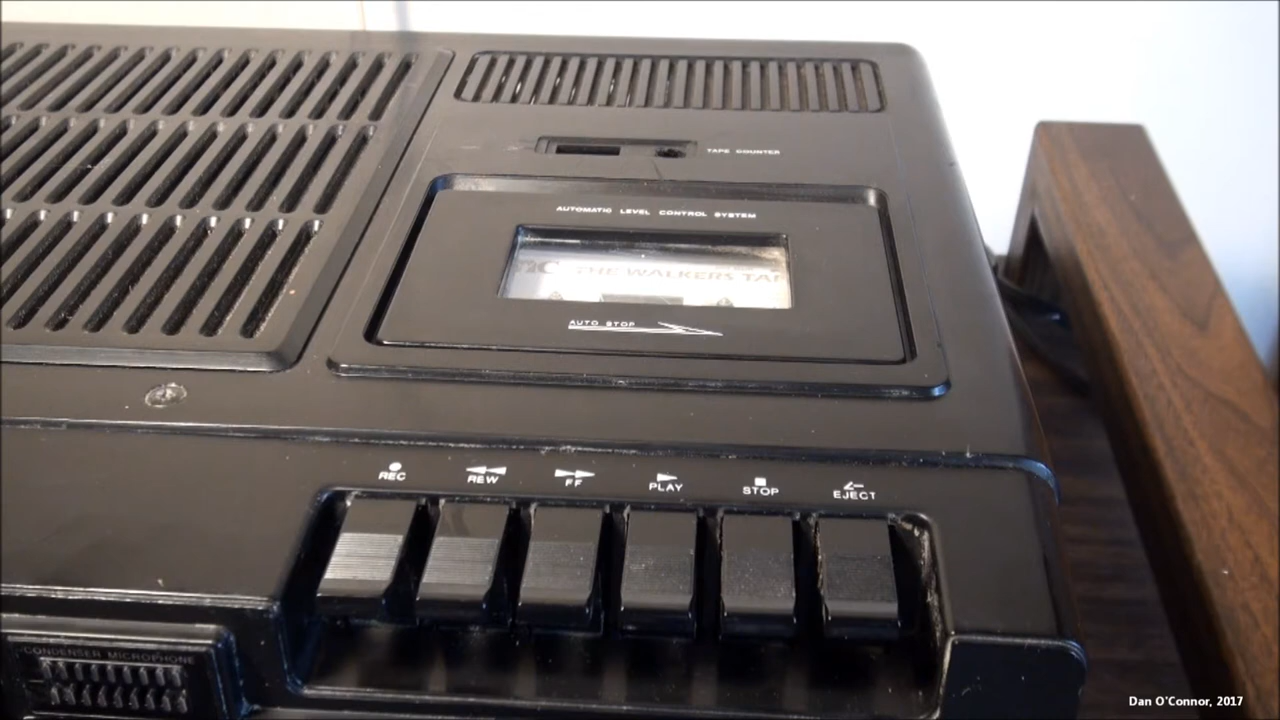 TAPE COUNTER
AUTOMATIC LEVEL CONTROL SYSTEM
THE WALKERS
AUTO STOP
REC REW FF PLAY STOP EJECT
CONDENSER MICROPHONE
Dan O'Connor, 2017